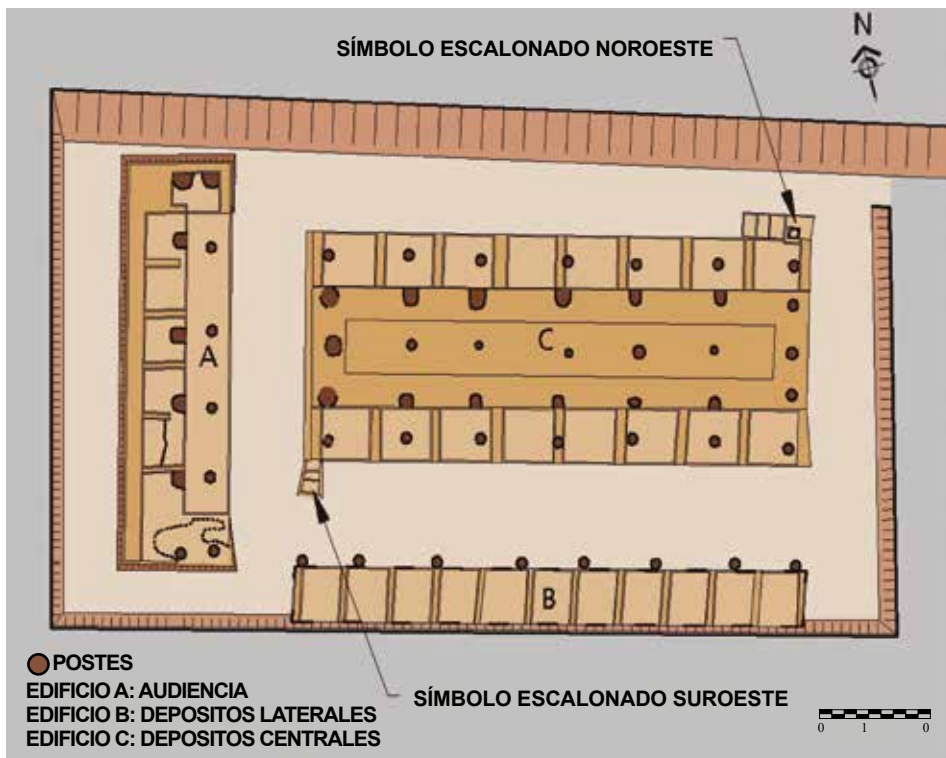 N
SÍMBOLO ESCALONADO NOROESTE
A
C
B
POSTES
EDIFICIO A: AUDIENCIA
EDIFICIO B: DEPOSITOS LATERALES
EDIFICIO C: DEPOSITOS CENTRALES
SÍMBOLO ESCALONADO SUROESTE
0 1 0